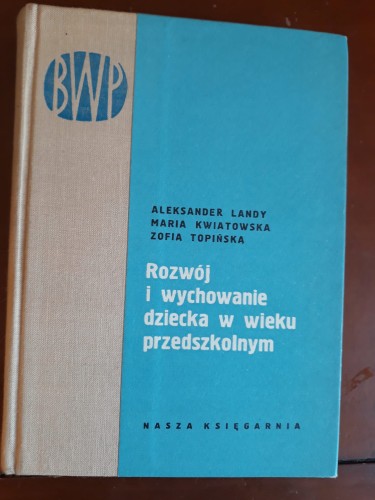 BWP
ALEKSANDER LANDY
MARIA KWIATOWSKA
ZOFIA TOPIŃSKA
Rozwój
i wychowanie
dziecka w wieku
przedszkolnym
NASZA KSIĘGARNIA